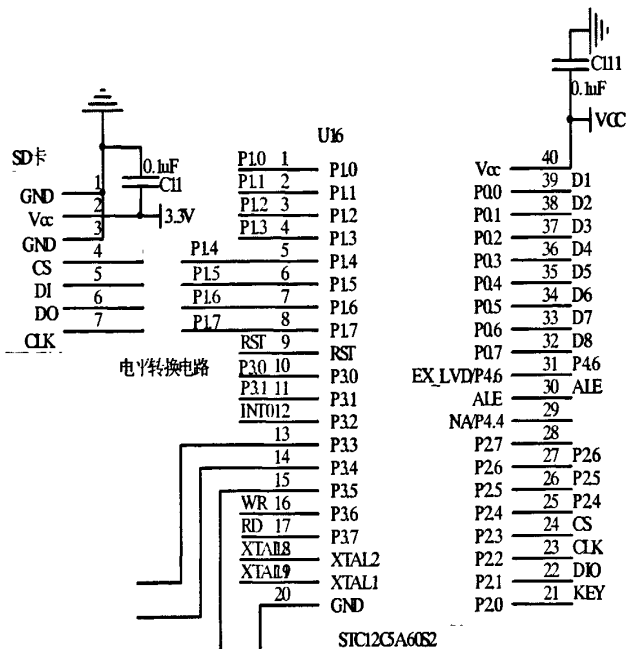 C111
0.1uF
VCC
U16
SD卡
0.1uF
C11
3.3V
1 GND
2 Vcc
3 GND
4 CS
5 DI
6 DO
7 CLK
电平转换电路
P1.0 1 P1.0
P1.1 2 P1.1
P1.2 3 P1.2
P1.3 4 P1.3
P1.4 5 P1.4
P1.5 6 P1.5
P1.6 7 P1.6
P1.7 8 P1.7
RST 9 RST
P3.0 10 P3.0
P3.1 11 P3.1
INT0 12 P3.2
13 P3.3
14 P3.4
15 P3.5
WR 16 P3.6
RD 17 P3.7
XTAL2 18 XTAL2
XTAL1 19 XTAL1
20 GND
Vcc 40
P0.0 39 D1
P0.1 38 D2
P0.2 37 D3
P0.3 36 D4
P0.4 35 D5
P0.5 34 D6
P0.6 33 D7
P0.7 32 D8
EX_LVD/P4.6 31 P4.6
ALE 30 ALE
NA/P4.4 29
P2.7 28
P2.6 27 P2.6
P2.5 26 P2.5
P2.4 25 P2.4
P2.3 24 CS
P2.2 23 CLK
P2.1 22 DIO
P2.0 21 KEY
STC12C5A60S2